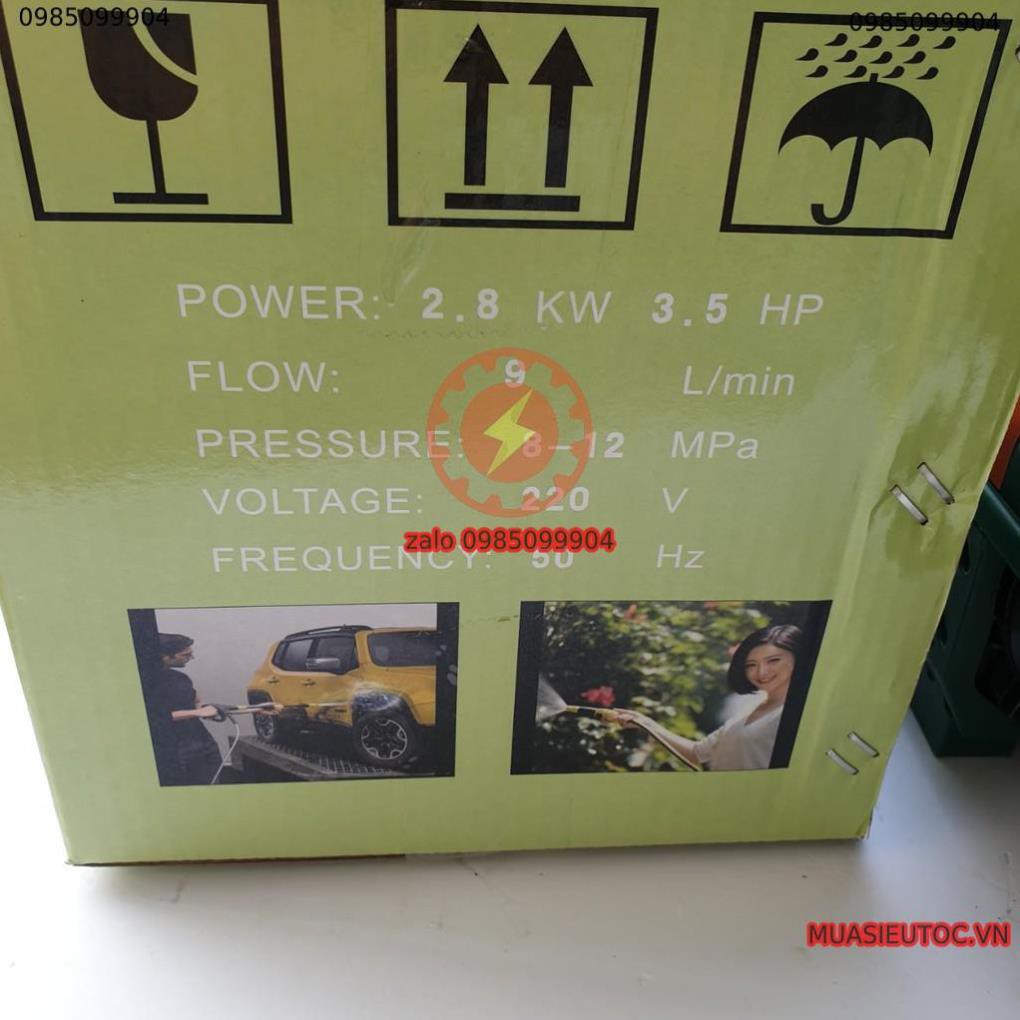 0985099904
0985099904
POWER: 2.8 KW 3.5 HP
FLOW: 9 L/min
PRESSURE: 8-12 MPa
VOLTAGE: 220 V
zalo 0985099904
FREQUENCY: 50 Hz
MUASIEUTOC.VN